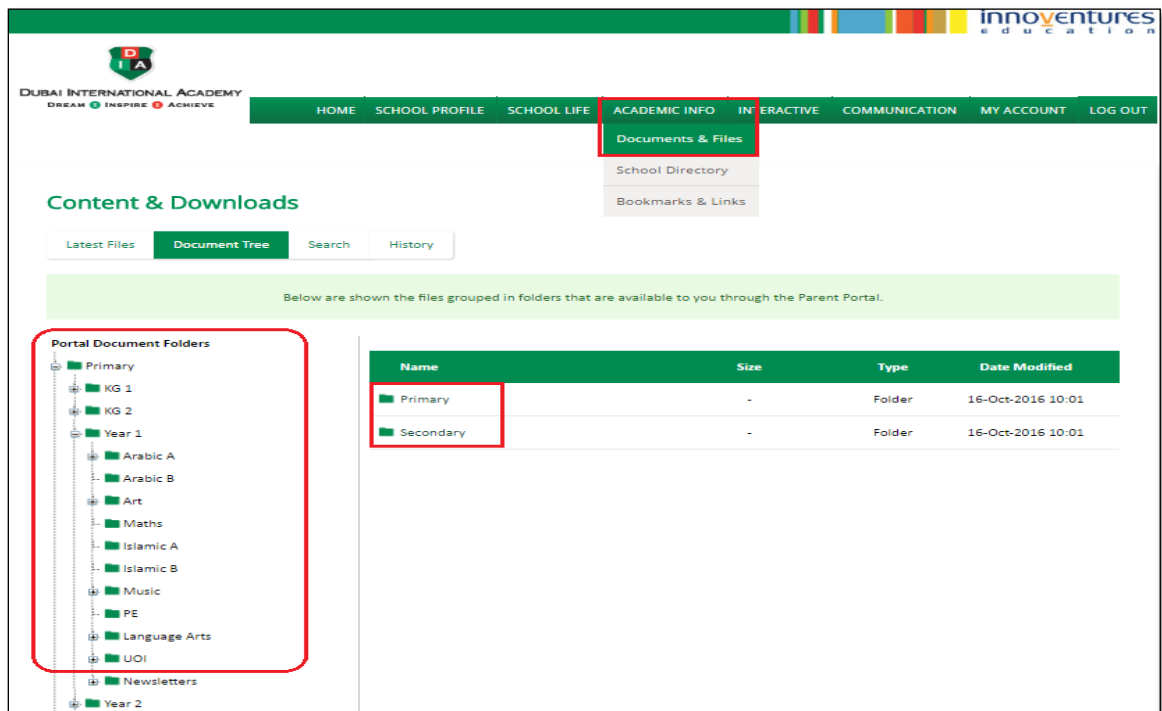 innoventures
education
D
I A
DUBAI INTERNATIONAL ACADEMY
DREAM INSPIRE ACHIEVE
HOME SCHOOL PROFILE SCHOOL LIFE ACADEMIC INFO INTERACTIVE COMMUNICATION MY ACCOUNT LOG OUT
Documents & Files
School Directory
Bookmarks & Links
Content & Downloads
Latest Files Document Tree Search History
Below are shown the files grouped in folders that are available to you through the Parent Portal.
Portal Document Folders
Primary
KG 1
KG 2
Year 1
Arabic A
Arabic B
Art
Maths
Islamic A
Islamic B
Music
PE
Language Arts
UOI
Newsletters
Year 2
Name Size Type Date Modified
Primary - Folder 16-Oct-2016 10:01
Secondary - Folder 16-Oct-2016 10:01